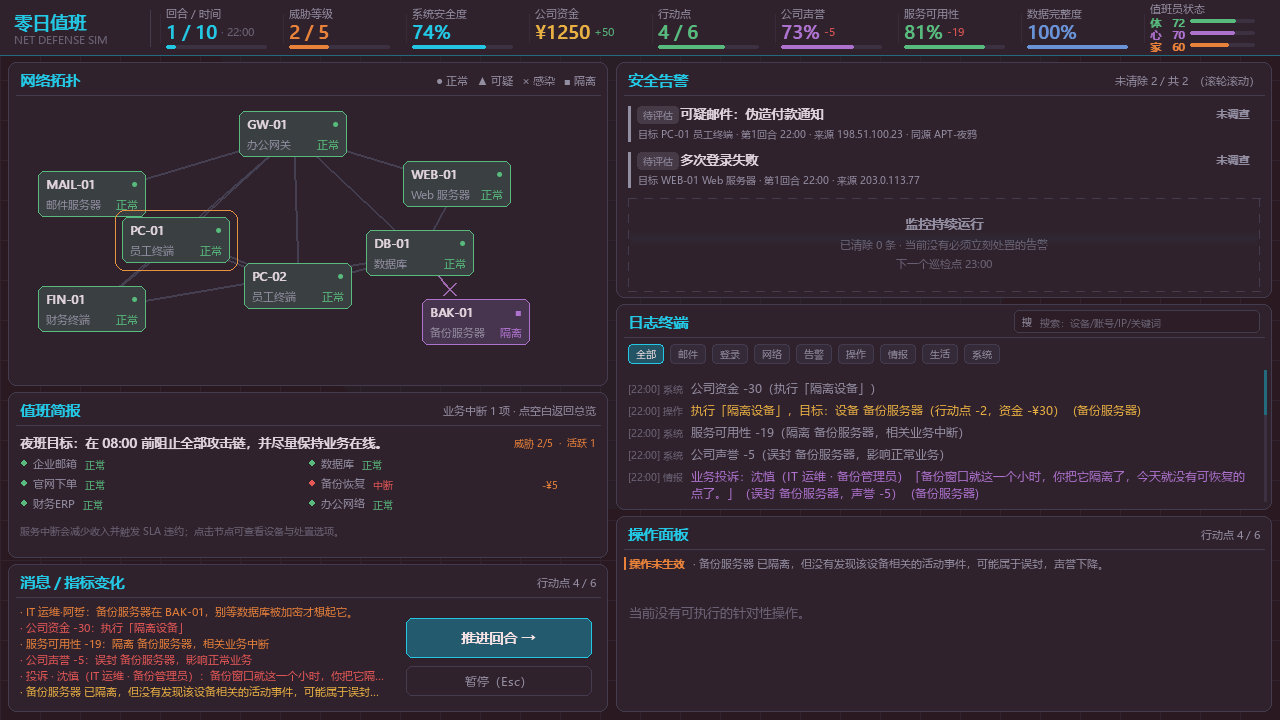 零日值班
NET DEFENSE SIM
回合 / 时间
1 / 10 · 22:00
威胁等级
2 / 5
系统安全度
74%
公司资金
¥1250 +50
行动点
4 / 6
公司声誉
73% -5
服务可用性
81% -19
数据完整度
100%
值班员状态
体 72
心 70
家 60
网络拓扑
● 正常 ▲ 可疑 × 感染 ■ 隔离
GW-01
办公网关 正常
MAIL-01
邮件服务器 正常
WEB-01
Web 服务器 正常
PC-01
员工终端 正常
DB-01
数据库 正常
PC-02
员工终端 正常
FIN-01
财务终端 正常
BAK-01
备份服务器 隔离
值班简报
业务中断 1 项 · 点空白返回总览
夜班目标：在 08:00 前阻止全部攻击链，并尽量保持业务在线。
威胁 2/5 · 活跃 1
企业邮箱 正常
数据库 正常
官网下单 正常
备份恢复 中断 -¥5
财务ERP 正常
办公网络 正常
服务中断会减少收入并触发 SLA 违约；点击节点可查看设备与处置选项。
消息 / 指标变化
行动点 4 / 6
· IT 运维·阿哲：备份服务器在 BAK-01，别等数据库被加密才想起它。
· 公司资金 -30：执行「隔离设备」
· 服务可用性 -19：隔离 备份服务器，相关业务中断
· 公司声誉 -5：误封 备份服务器，影响正常业务
· 投诉 · 沈慎（IT 运维 · 备份管理员）：备份窗口就这一个小时，你把它隔...
· 备份服务器 已隔离，但没有发现该设备相关的活动事件，可能属于误封...
推进回合 →
暂停（Esc）
安全告警
未清除 2 / 共 2 （滚轮滚动）
待评估 可疑邮件：伪造付款通知 未调查
目标 PC-01 员工终端 · 第1回合 22:00 · 来源 198.51.100.23 · 同源 APT-夜鸦
待评估 多次登录失败 未调查
目标 WEB-01 Web 服务器 · 第1回合 22:00 · 来源 203.0.113.77
监控持续运行
已清除 0 条 · 当前没有必须立刻处置的告警
下一个巡检点 23:00
日志终端
搜 搜索：设备/账号/IP/关键词
全部 邮件 登录 网络 告警 操作 情报 生活 系统
[22:00] 系统 公司资金 -30（执行「隔离设备」）
[22:00] 操作 执行「隔离设备」，目标：设备 备份服务器（行动点 -2，资金 -¥30）（备份服务器）
[22:00] 系统 服务可用性 -19（隔离 备份服务器，相关业务中断）
[22:00] 系统 公司声誉 -5（误封 备份服务器，影响正常业务）
[22:00] 情报 业务投诉：沈慎（IT 运维 · 备份管理员）「备份窗口就这一个小时，你把它隔离了，今天就没有可恢复的
点了。」（误封 备份服务器，声誉 -5）（备份服务器）
操作面板
行动点 4 / 6
操作未生效 · 备份服务器 已隔离，但没有发现该设备相关的活动事件，可能属于误封，声誉下降。
当前没有可执行的针对性操作。